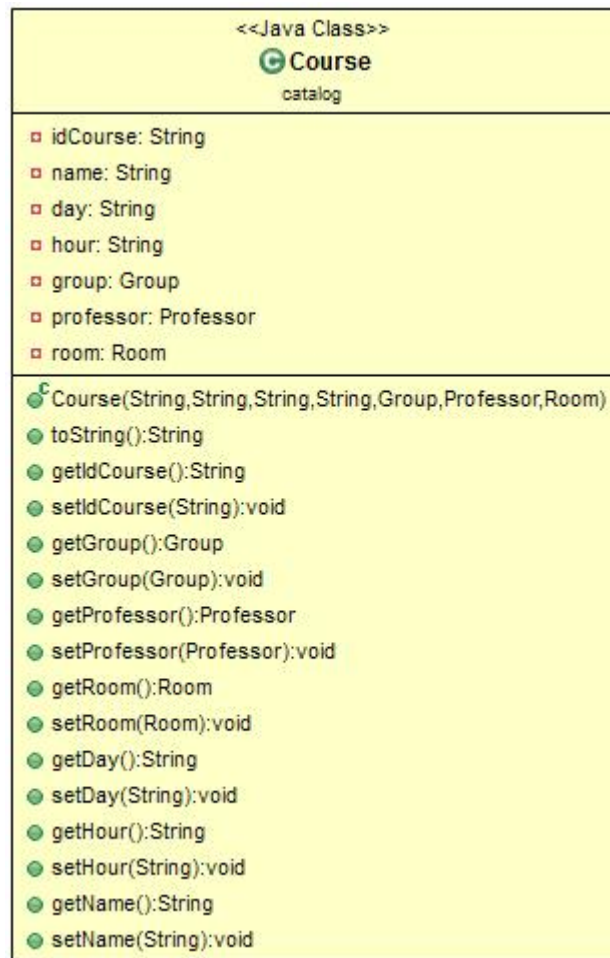 <<Java Class>>
Course
catalog
idCourse: String
name: String
day: String
hour: String
group: Group
professor: Professor
room: Room
Course(String,String,String,String,Group,Professor,Room)
toString():String
getIdCourse():String
setIdCourse(String):void
getGroup():Group
setGroup(Group):void
getProfessor():Professor
setProfessor(Professor):void
getRoom():Room
setRoom(Room):void
getDay():String
setDay(String):void
getHour():String
setHour(String):void
getName():String
setName(String):void